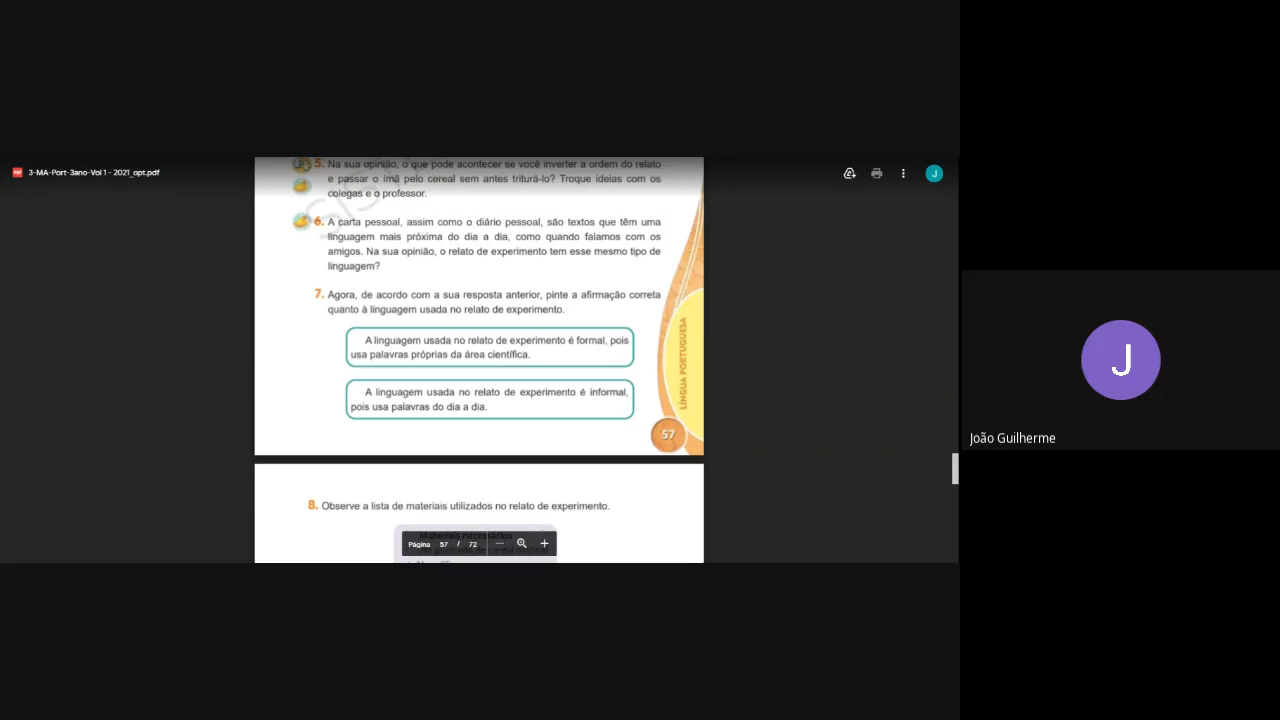 3-MA-Port-3ano-Vol 1 - 2021_opt.pdf
J
5. Na sua opinião, o que pode acontecer se você inverter a ordem do relato
e passar o ímã pelo cereal sem antes triturá-lo? Troque ideias com os
colegas e o professor.
6. A carta pessoal, assim como o diário pessoal, são textos que têm uma
linguagem mais próxima do dia a dia, como quando falamos com os
amigos. Na sua opinião, o relato de experimento tem esse mesmo tipo de
linguagem?
7. Agora, de acordo com a sua resposta anterior, pinte a afirmação correta
quanto à linguagem usada no relato de experimento.
A linguagem usada no relato de experimento é formal, pois
usa palavras próprias da área científica.
A linguagem usada no relato de experimento é informal,
pois usa palavras do dia a dia.
LÍNGUA PORTUGUESA
57
8. Observe a lista de materiais utilizados no relato de experimento.
Materiais necessários
Página 57 / 72
J
João Guilherme